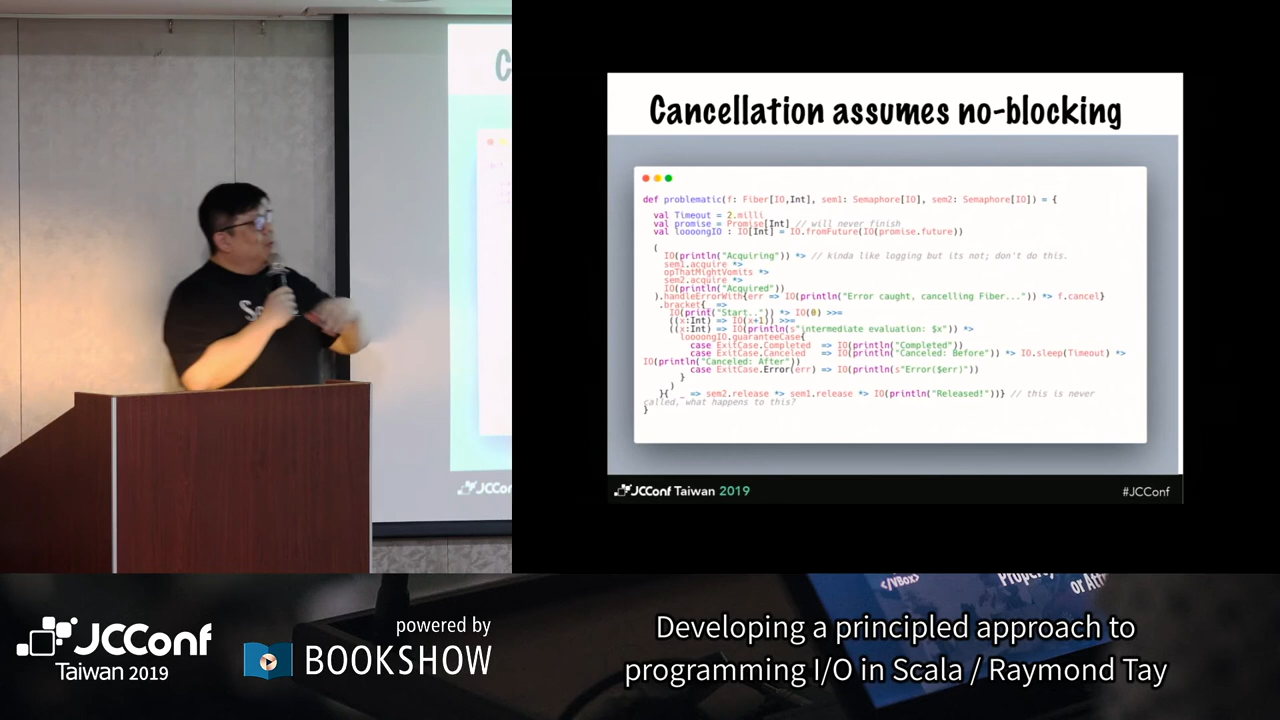 Cancellation assumes no-blocking
def problematic(f: Fiber[IO,Int], sem1: Semaphore[IO], sem2: Semaphore[IO]) = {
val Timeout = 2.milli
val promise = Promise[Int] // will never finish
val loooongIO : IO[Int] = IO.fromFuture(IO(promise.future))
(
IO(println("Acquiring")) *> // kinda like logging but its not; don't do this.
sem1.acquire *>
opThatMightVomits *>
sem2.acquire *>
IO(println("Acquired"))
).handleErrorWith{err => IO(println("Error caught, cancelling Fiber...")) *> f.cancel}
.bracket{ _ =>
IO(print("Start..")) *> IO(0) >>=
((x:Int) => IO(x+1)) >>=
((x:Int) => IO(println(s"intermediate evaluation: $x")) *>
loooongIO.guaranteeCase{
case ExitCase.Completed => IO(println("Completed"))
case ExitCase.Canceled => IO(println("Canceled: Before")) *> IO.sleep(Timeout) *>
IO(println("Canceled: After"))
case ExitCase.Error(err) => IO(println(s"Error($err)"))
}
)
}{ _ => sem2.release *> sem1.release *> IO(println("Released!"))} // this is never
called, what happens to this?
}
JCConf Taiwan 2019
#JCConf
JCCon
</VBox>
JCConf
Taiwan 2019
powered by
BOOKSHOW
Developing a principled approach to
programming I/O in Scala / Raymond Tay